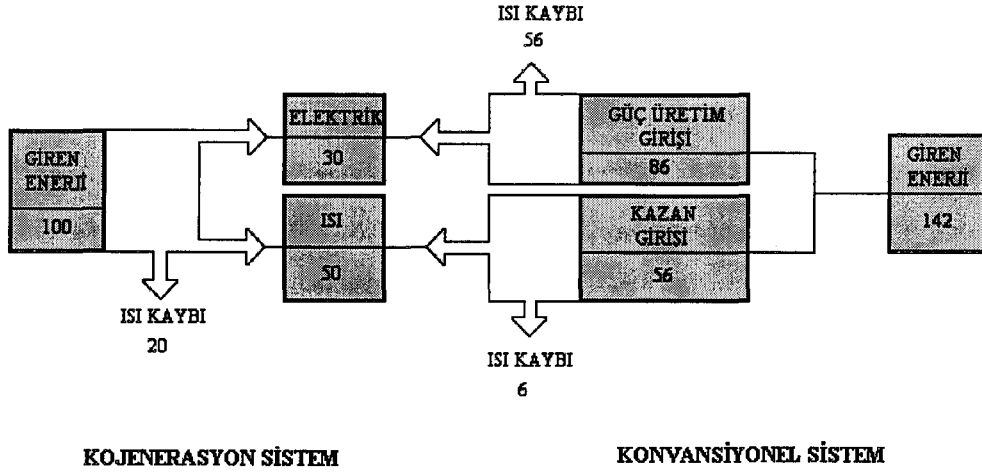 ISI KAYBI
56
GİREN
ENERJİ
100
ELEKTRİK
30
ISI
50
ISI KAYBI
20
GÜÇ ÜRETİM
GİRİŞİ
86
KAZAN
GİRİŞİ
56
ISI KAYBI
6
GİREN
ENERJİ
142
KOJENERASYON SİSTEM
KONVANSİYONEL SİSTEM